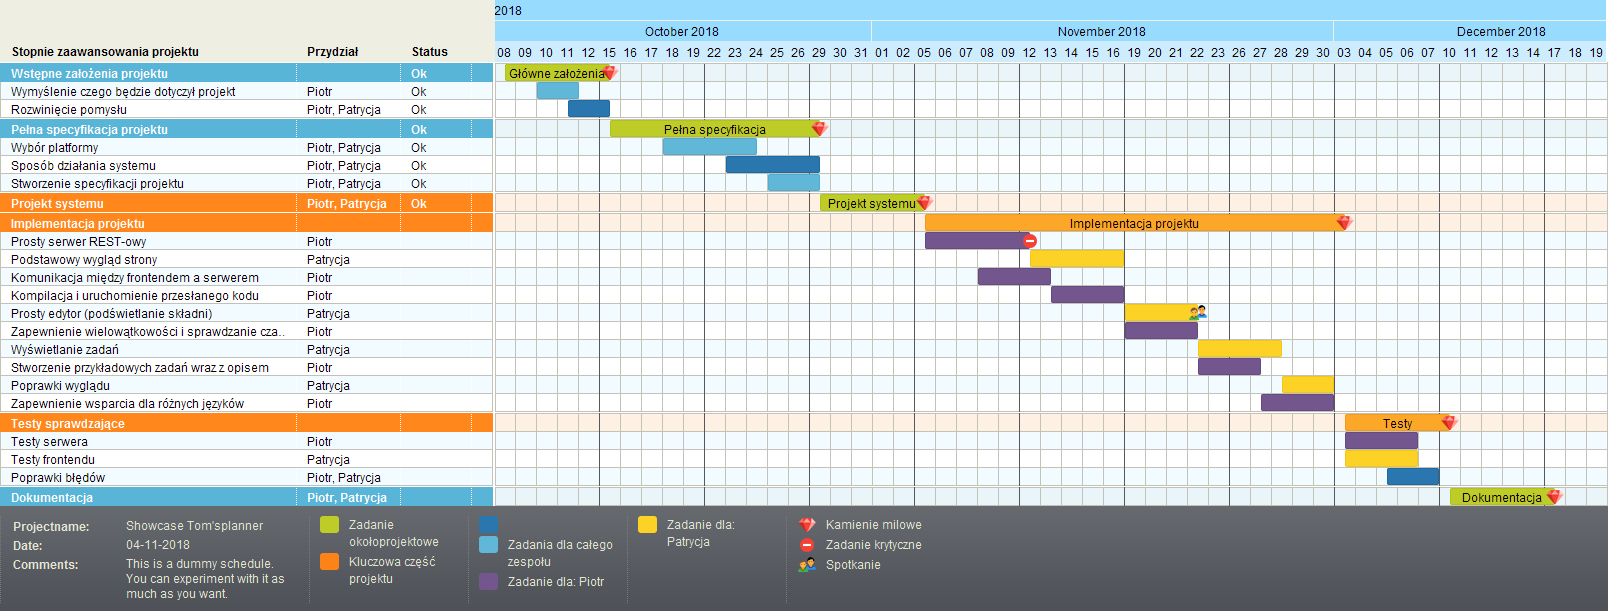 2018
October 2018 November 2018 December 2018
Stopnie zaawansowania projektu Przydział Status 08 09 10 11 12 15 16 17 18 19 22 23 24 25 26 29 30 31 01 02 05 06 07 08 09 12 13 14 15 16 19 20 21 22 23 26 27 28 29 30 03 04 05 06 07 10 11 12 13 14 17 18 19
Wstępne założenia projektu Ok Główne założenia
Wymyślenie czego będzie dotyczył projekt Piotr Ok
Rozwinięcie pomysłu Piotr, Patrycja Ok
Pełna specyfikacja projektu Ok Pełna specyfikacja
Wybór platformy Piotr, Patrycja Ok
Sposób działania systemu Piotr, Patrycja Ok
Stworzenie specyfikacji projektu Piotr, Patrycja Ok
Projekt systemu Piotr, Patrycja Ok Projekt systemu
Implementacja projektu Implementacja projektu
Prosty serwer REST-owy Piotr
Podstawowy wygląd strony Patrycja
Komunikacja między frontendem a serwerem Piotr
Kompilacja i uruchomienie przesłanego kodu Piotr
Prosty edytor (podświetlanie składni) Patrycja
Zapewnienie wielowątkowości i sprawdzanie cza.. Piotr
Wyświetlanie zadań Patrycja
Stworzenie przykładowych zadań wraz z opisem Piotr
Poprawki wyglądu Patrycja
Zapewnienie wsparcia dla różnych języków Piotr
Testy sprawdzające Testy
Testy serwera Piotr
Testy frontendu Patrycja
Poprawki błędów Piotr, Patrycja
Dokumentacja Piotr, Patrycja Dokumentacja
Projectname: Showcase Tom'splanner
Date: 04-11-2018
Comments: This is a dummy schedule.
You can experiment with it as
much as you want.
Zadanie
okołoprojektowe
Kluczowa część
projektu
Zadania dla całego
zespołu
Zadanie dla: Piotr
Zadanie dla:
Patrycja
Kamienie milowe
Zadanie krytyczne
Spotkanie